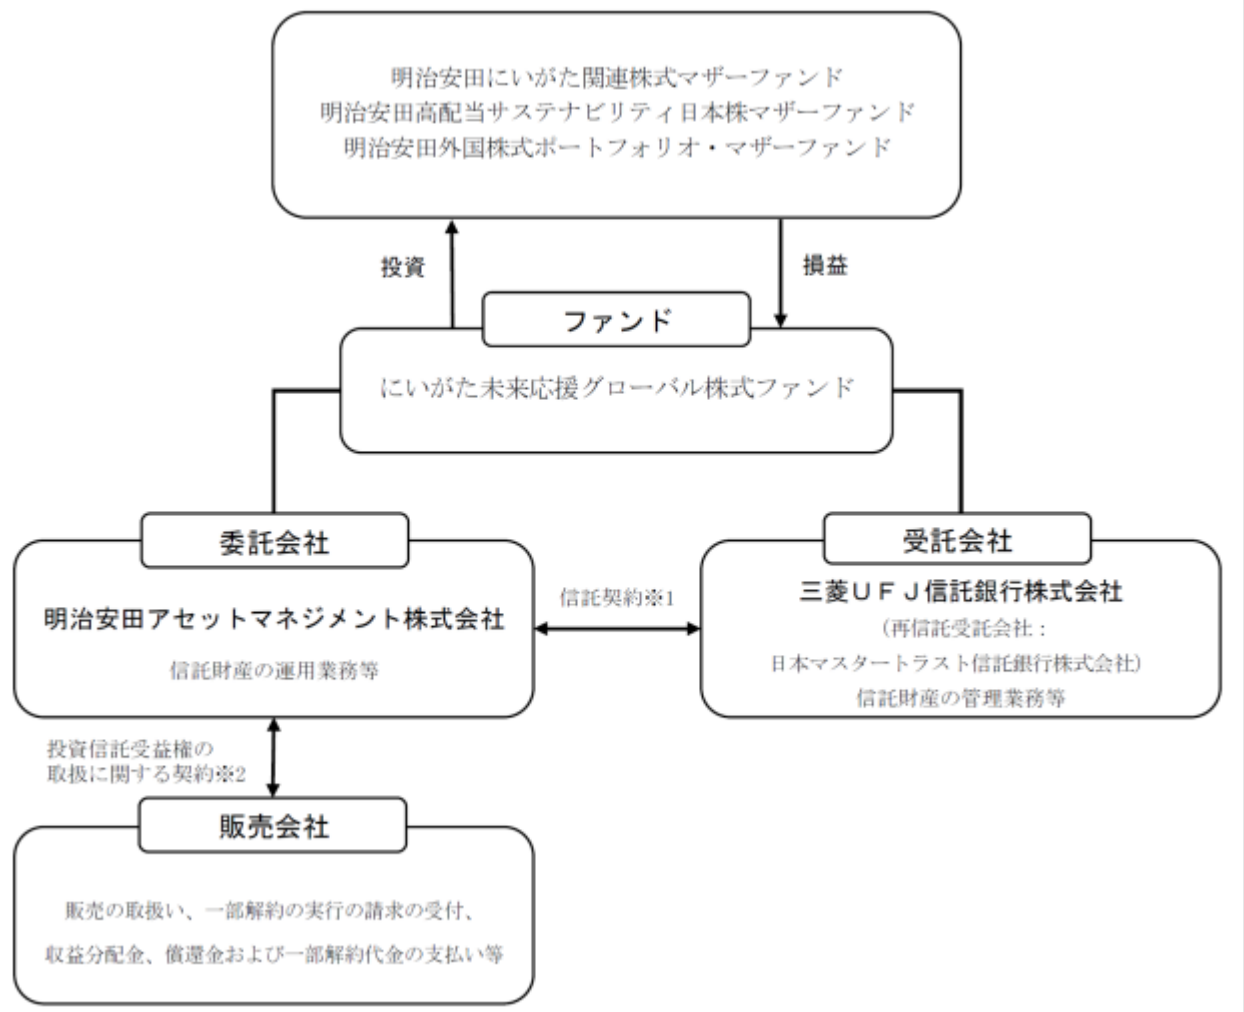 明治安田にいがた関連株式マザーファンド
明治安田高配当サステナビリティ日本株マザーファンド
明治安田外国株式ポートフォリオ・マザーファンド
投資
損益
ファンド
にいがた未来応援グローバル株式ファンド
委託会社
明治安田アセットマネジメント株式会社
信託財産の運用業務等
信託契約※1
受託会社
三菱ＵＦＪ信託銀行株式会社
（再信託受託会社：
日本マスタートラスト信託銀行株式会社）
信託財産の管理業務等
投資信託受益権の
取扱に関する契約※2
販売会社
販売の取扱い、一部解約の実行の請求の受付、
収益分配金、償還金および一部解約代金の支払い等